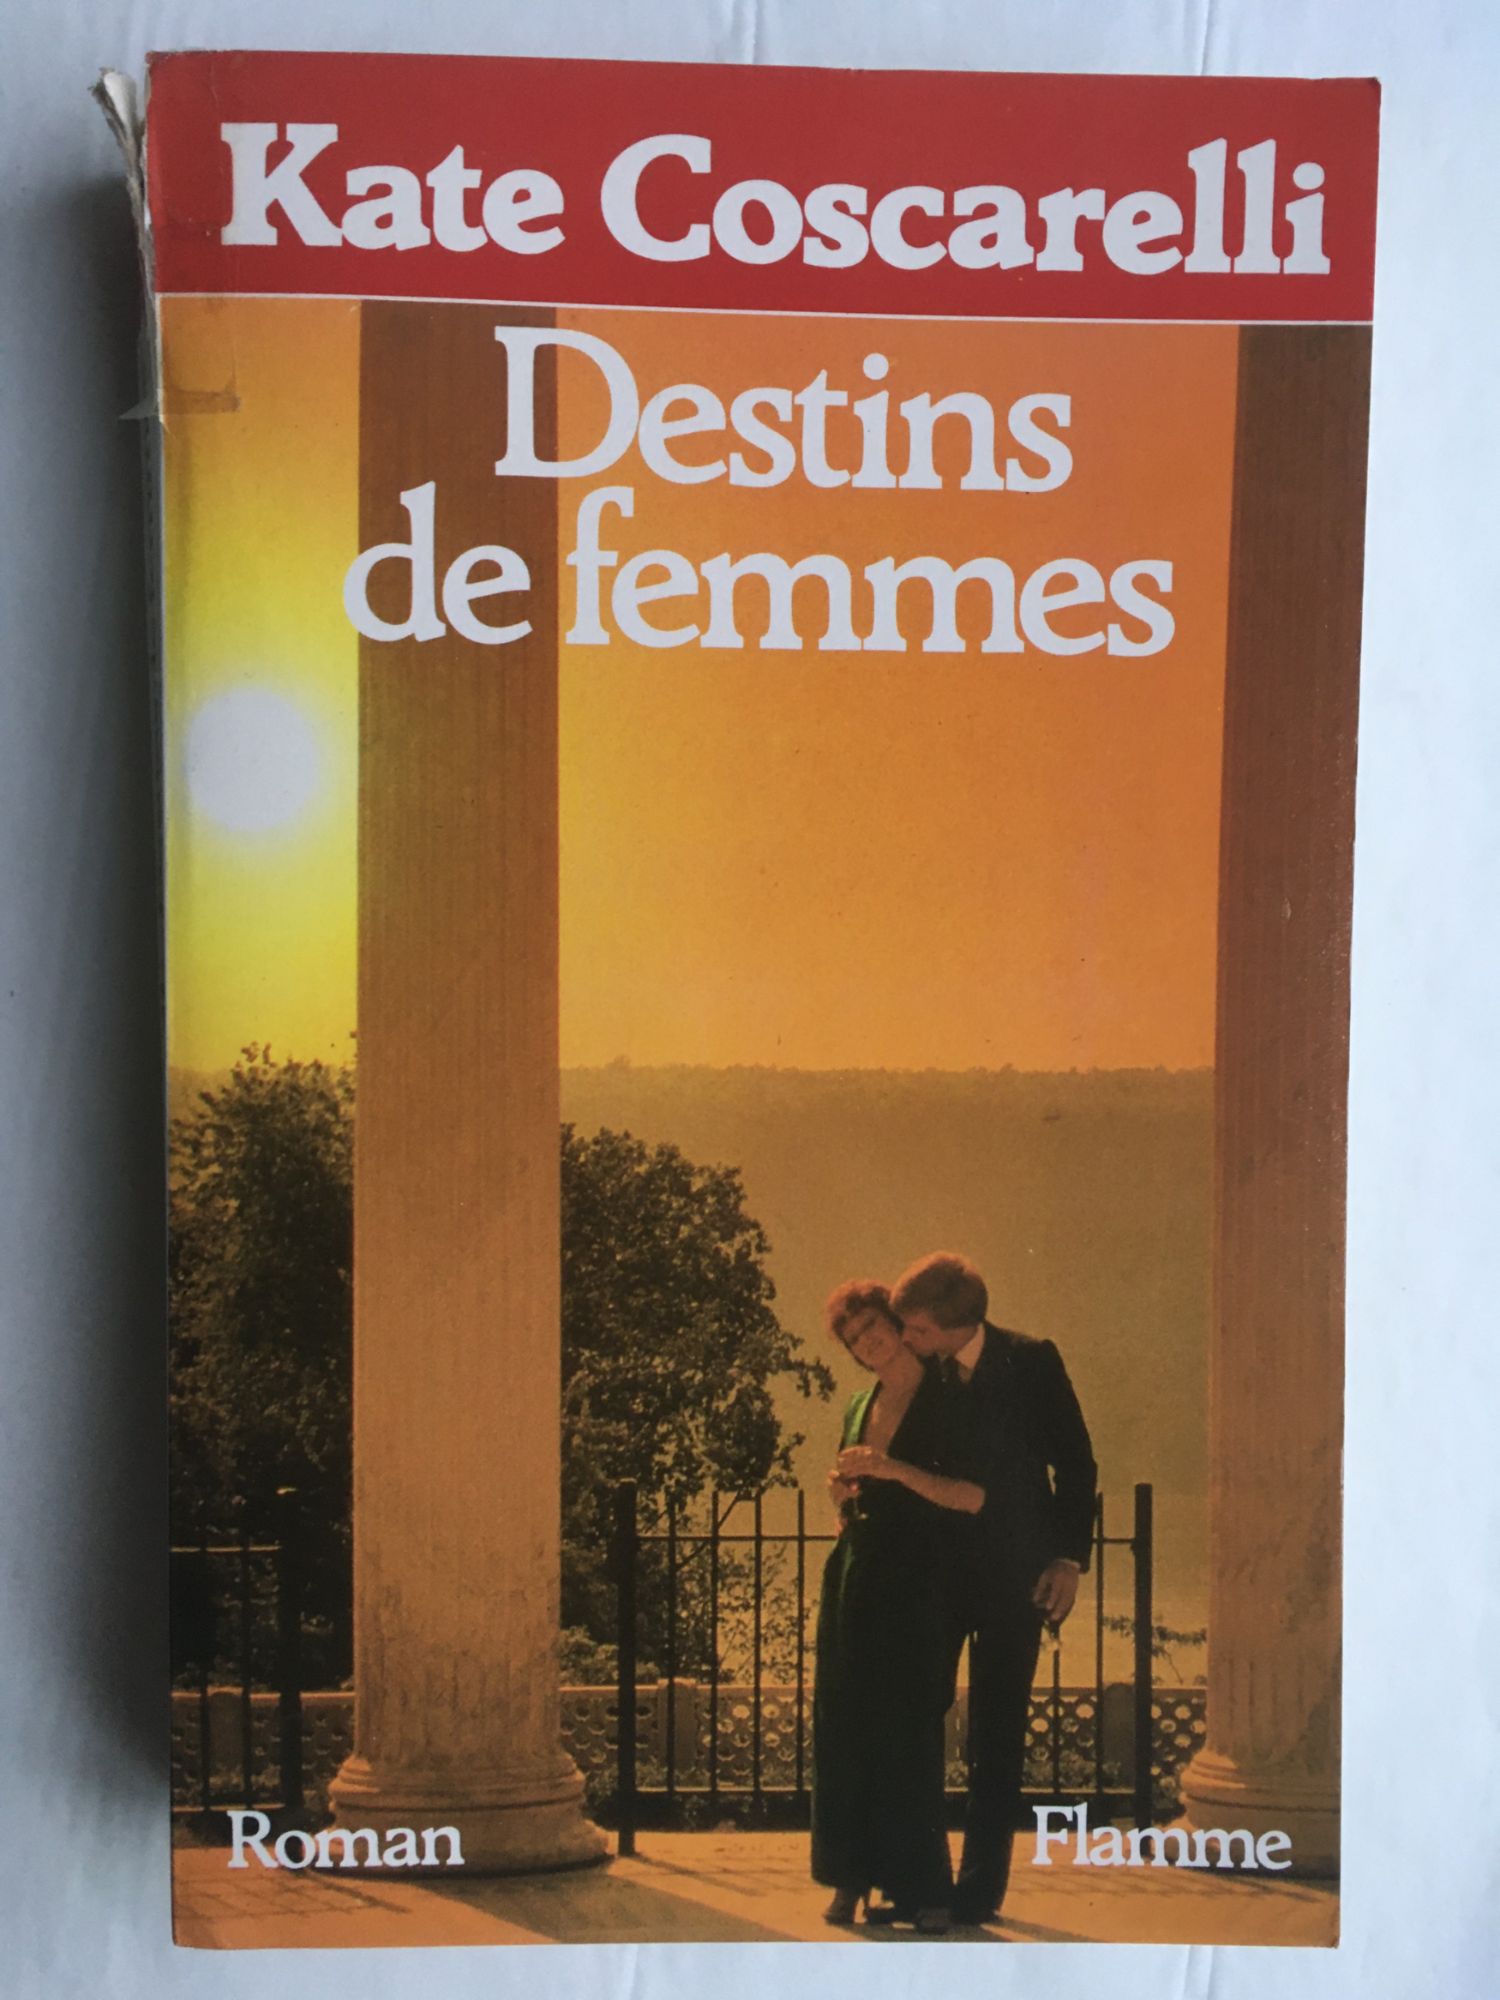 Kate Coscarelli
Destins
de femmes
Roman
Flamme